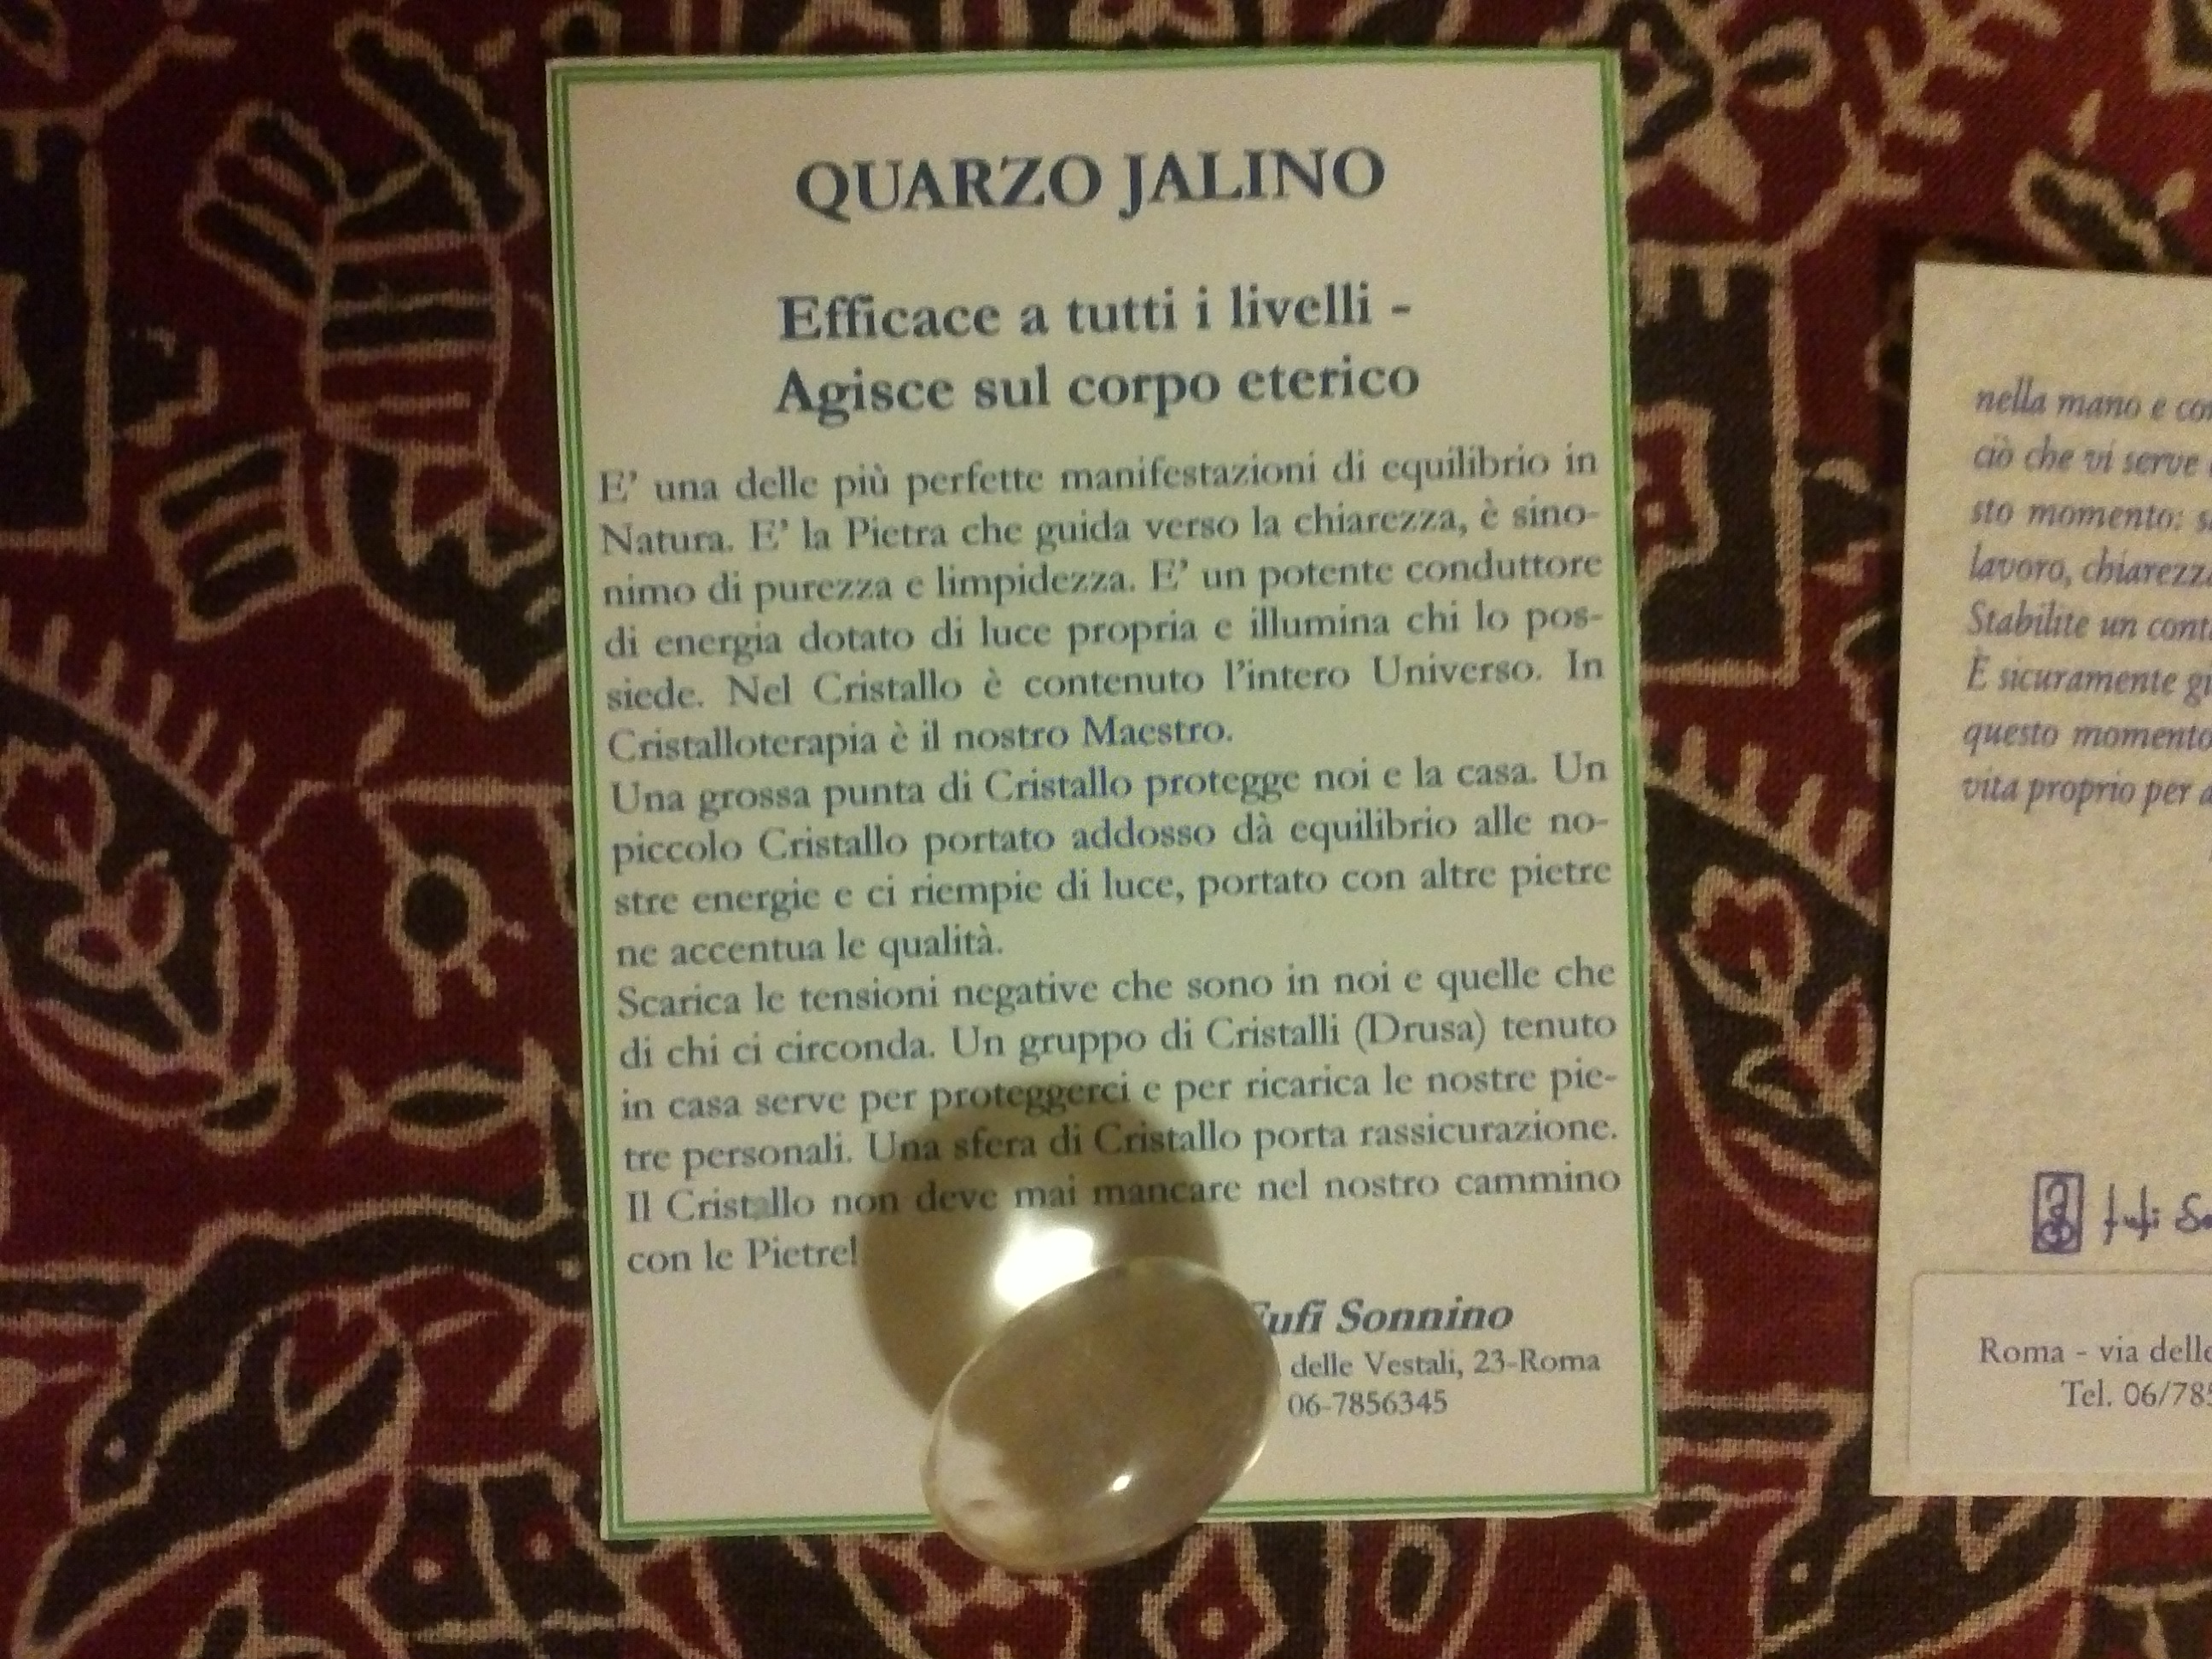 QUARZO JALINO
Efficace a tutti i livelli -
Agisce sul corpo eterico
E' una delle più perfette manifestazioni di equilibrio in
Natura. E' la Pietra che guida verso la chiarezza, è sino-
nimo di purezza e limpidezza. E' un potente conduttore
di energia dotato di luce propria e illumina chi lo pos-
siede. Nel Cristallo è contenuto l'intero Universo. In
Cristalloterapia è il nostro Maestro.
Una grossa punta di Cristallo protegge noi e la casa. Un
piccolo Cristallo portato addosso dà equilibrio alle no-
stre energie e ci riempie di luce, portato con altre pietre
ne accentua le qualità.
Scarica le tensioni negative che sono in noi e quelle che
di chi ci circonda. Un gruppo di Cristalli (Drusa) tenuto
in casa serve per proteggerci e per ricarica le nostre pie-
tre personali. Una sfera di Cristallo porta rassicurazione.
Il Cristallo non deve mai mancare nel nostro cammino
con le Pietre!
Sonnino
delle Vestali, 23-Roma
06-7856345
nella mano e
ciò che vi serve
sto momento:
lavoro,
Stabilite un
È sicuramente
questo momento
vita proprio per
Roma - via
Tel. 06/785